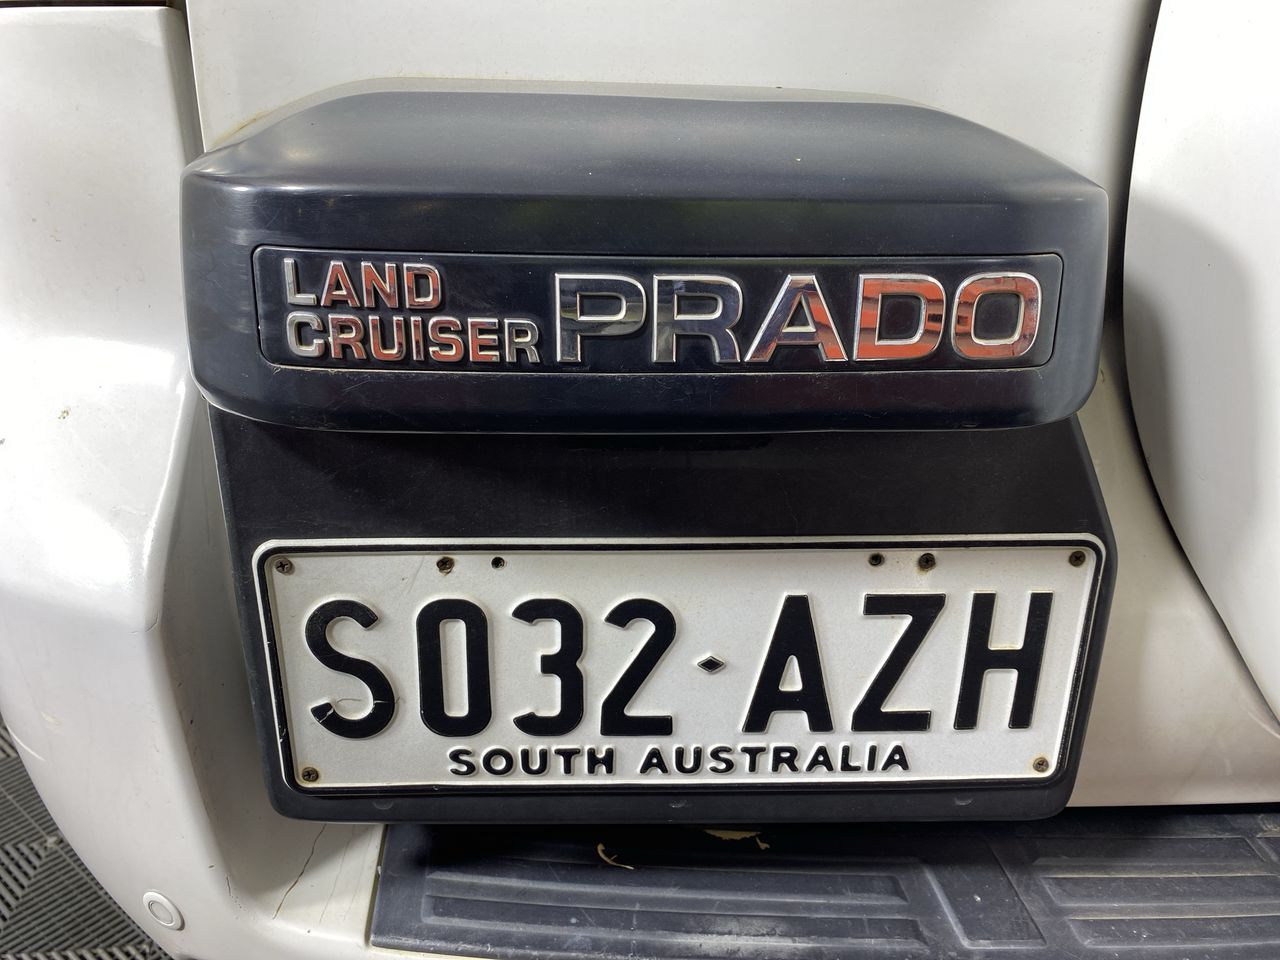 LAND
CRUISER PRADO
S032·AZH
SOUTH AUSTRALIA